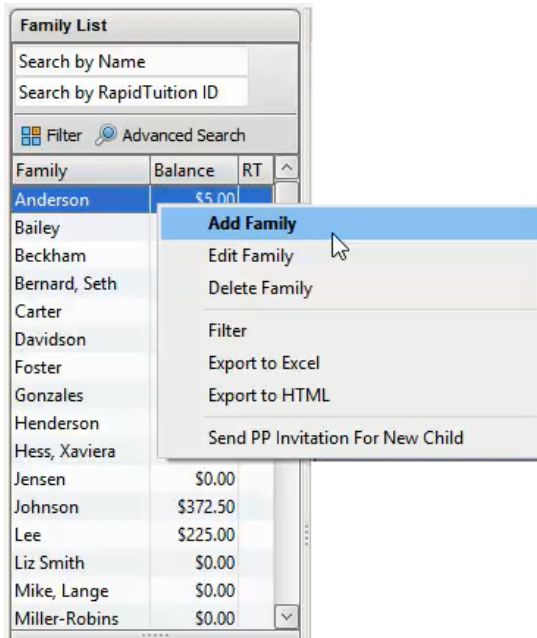 Family List
Search by Name
Search by RapidTuition ID
Filter Advanced Search
Family Balance RT
Anderson $5.00
Bailey
Beckham
Bernard, Seth
Carter
Davidson
Foster
Gonzales
Henderson
Hess, Xaviera
Jensen $0.00
Johnson $372.50
Lee $225.00
Liz Smith $0.00
Mike, Lange $0.00
Miller-Robins $0.00
Add Family
Edit Family
Delete Family
Filter
Export to Excel
Export to HTML
Send PP Invitation For New Child